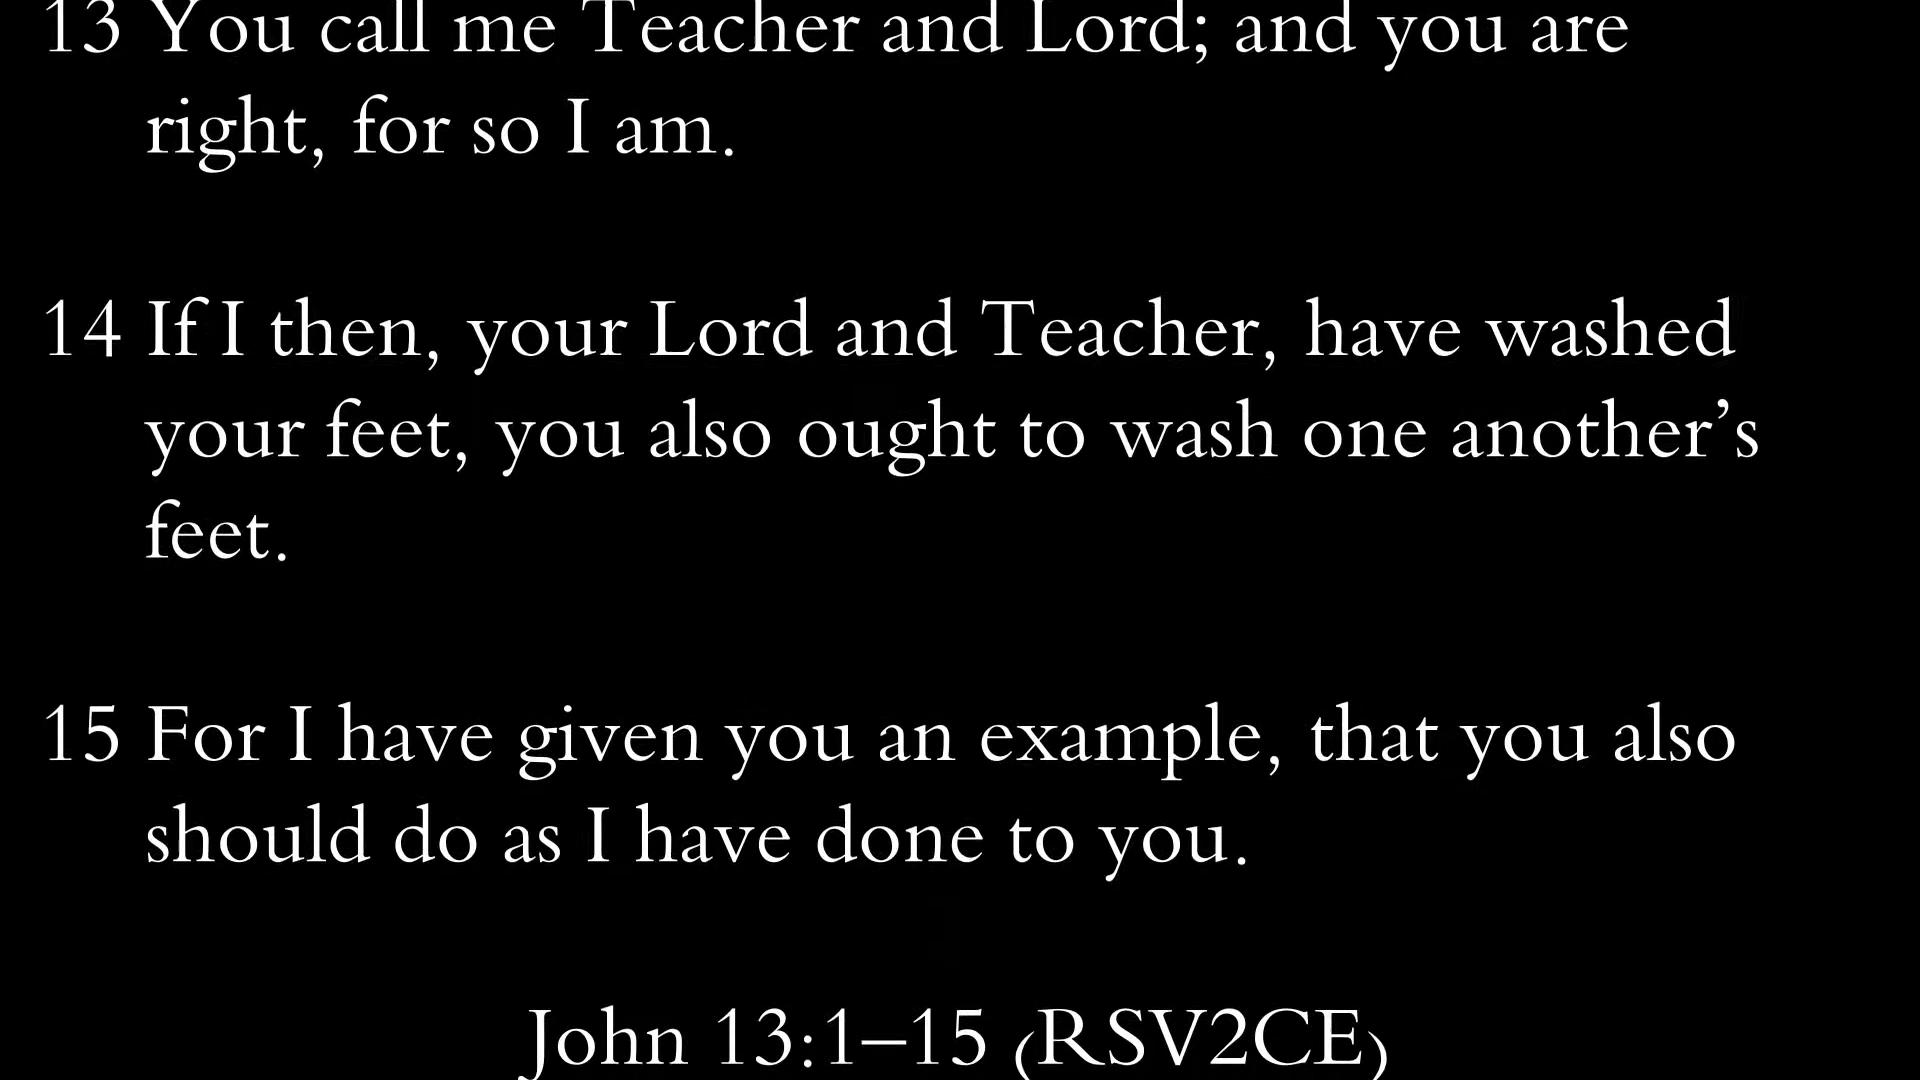 13 You call me Teacher and Lord; and you are
right, for so I am.
14 If I then, your Lord and Teacher, have washed
your feet, you also ought to wash one another’s
feet.
15 For I have given you an example, that you also
should do as I have done to you.
John 13:1–15 (RSV2CE)